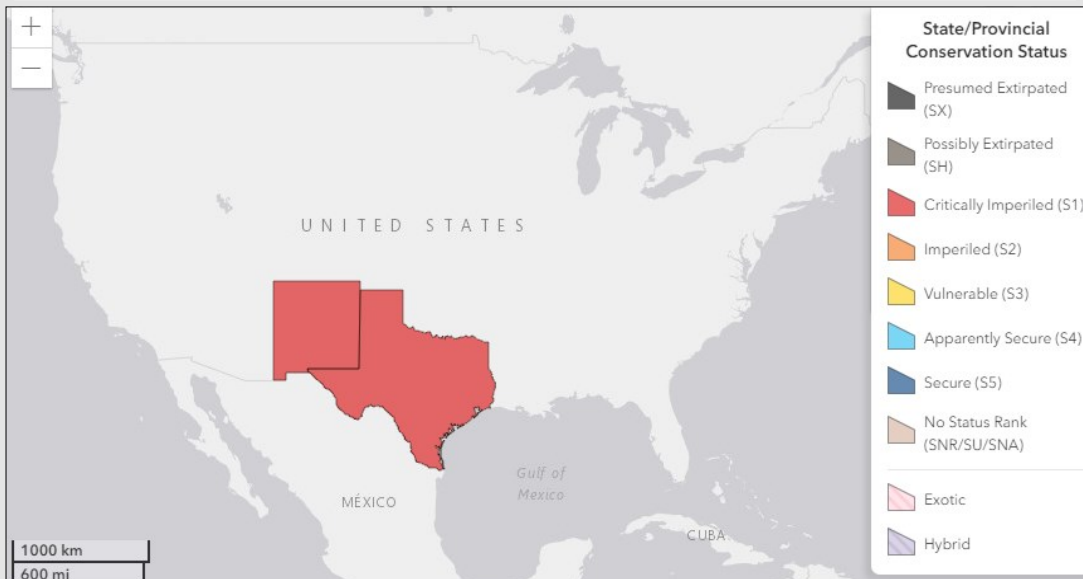 +
−
UNITED STATES
MÉXICO
Gulf of
Mexico
CUBA
1000 km
600 mi
State/Provincial
Conservation Status
Presumed Extirpated
(SX)
Possibly Extirpated
(SH)
Critically Imperiled (S1)
Imperiled (S2)
Vulnerable (S3)
Apparently Secure (S4)
Secure (S5)
No Status Rank
(SNR/SU/SNA)
Exotic
Hybrid